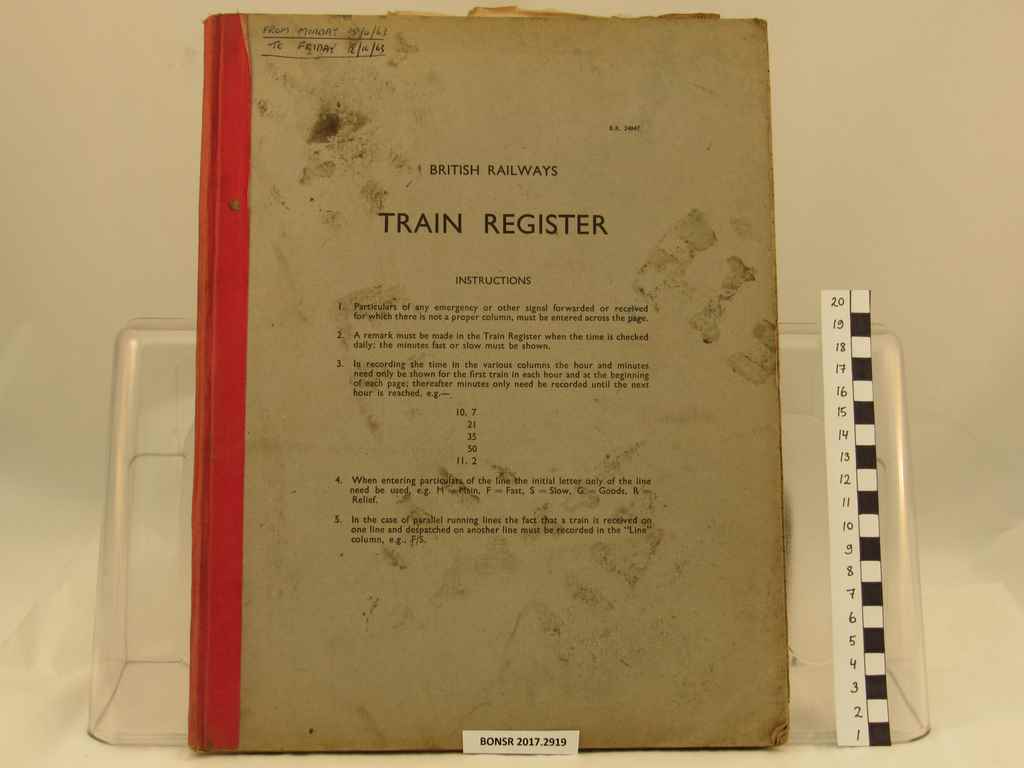 FROM MONDAY
TO FRIDAY
B.R. 24847
BRITISH RAILWAYS
TRAIN REGISTER
INSTRUCTIONS
1. Particulars of any emergency or other signal forwarded or received
for which there is not a proper column, must be entered across the page.
2. A remark must be made in the Train Register when the time is checked
daily; the minutes fast or slow must be shown.
3. In recording the time in the various columns the hour and minutes
need only be shown for the first train in each hour and at the beginning
of each page; thereafter minutes only need be recorded until the next
hour is reached, e.g.—
10. 7
21
35
50
11. 2
4. When entering particulars of the line the initial letter only of the line
need be used, e.g. M = Main, F = Fast, S = Slow, G = Goods, R =
Relief.
5. In the case of parallel running lines the fact that a train is received on
one line and despatched on another line must be recorded in the "Line"
column, e.g., F/S.
BONSR 2017.2919
20
19
18
17
16
15
14
13
12
11
10
9
8
7
6
5
4
3
2
1